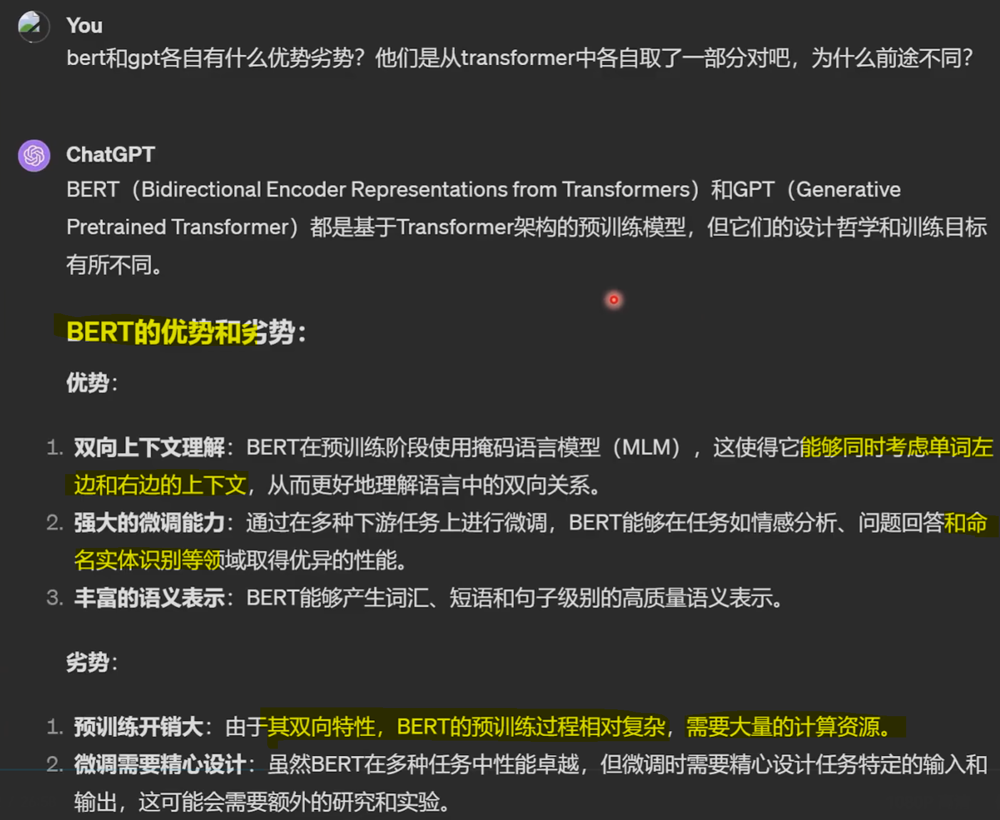 You
bert和gpt各自有什么优势劣势？他们是从transformer中各自取了一部分对吧，为什么前途不同？
ChatGPT
BERT（Bidirectional Encoder Representations from Transformers）和GPT（Generative
Pretrained Transformer）都是基于Transformer架构的预训练模型，但它们的设计哲学和训练目标
有所不同。
BERT的优势和劣势：
优势：
1. 双向上下文理解：BERT在预训练阶段使用掩码语言模型（MLM），这使得它能够同时考虑单词左
边和右边的上下文，从而更好地理解语言中的双向关系。
2. 强大的微调能力：通过在多种下游任务上进行微调，BERT能够在任务如情感分析、问题回答和命
名实体识别等领域取得优异的性能。
3. 丰富的语义表示：BERT能够产生词汇、短语和句子级别的高质量语义表示。
劣势：
1. 预训练开销大：由于其双向特性，BERT的预训练过程相对复杂，需要大量的计算资源。
2. 微调需要精心设计：虽然BERT在多种任务中性能卓越，但微调时需要精心设计任务特定的输入和
输出，这可能会需要额外的研究和实验。